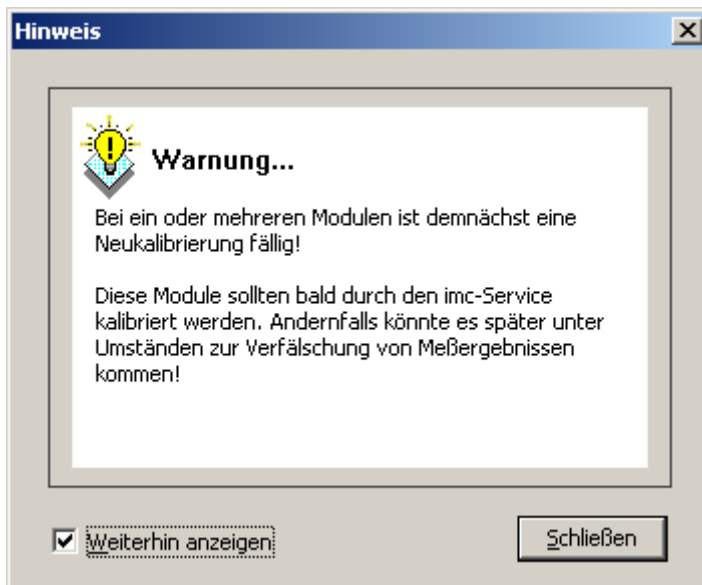 Hinweis
Warnung...
Bei ein oder mehreren Modulen ist demnächst eine
Neukalibrierung fällig!
Diese Module sollten bald durch den imc-Service
kalibriert werden. Andernfalls könnte es später unter
Umständen zur Verfälschung von Meßergebnissen
kommen!
Weiterhin anzeigen
Schließen